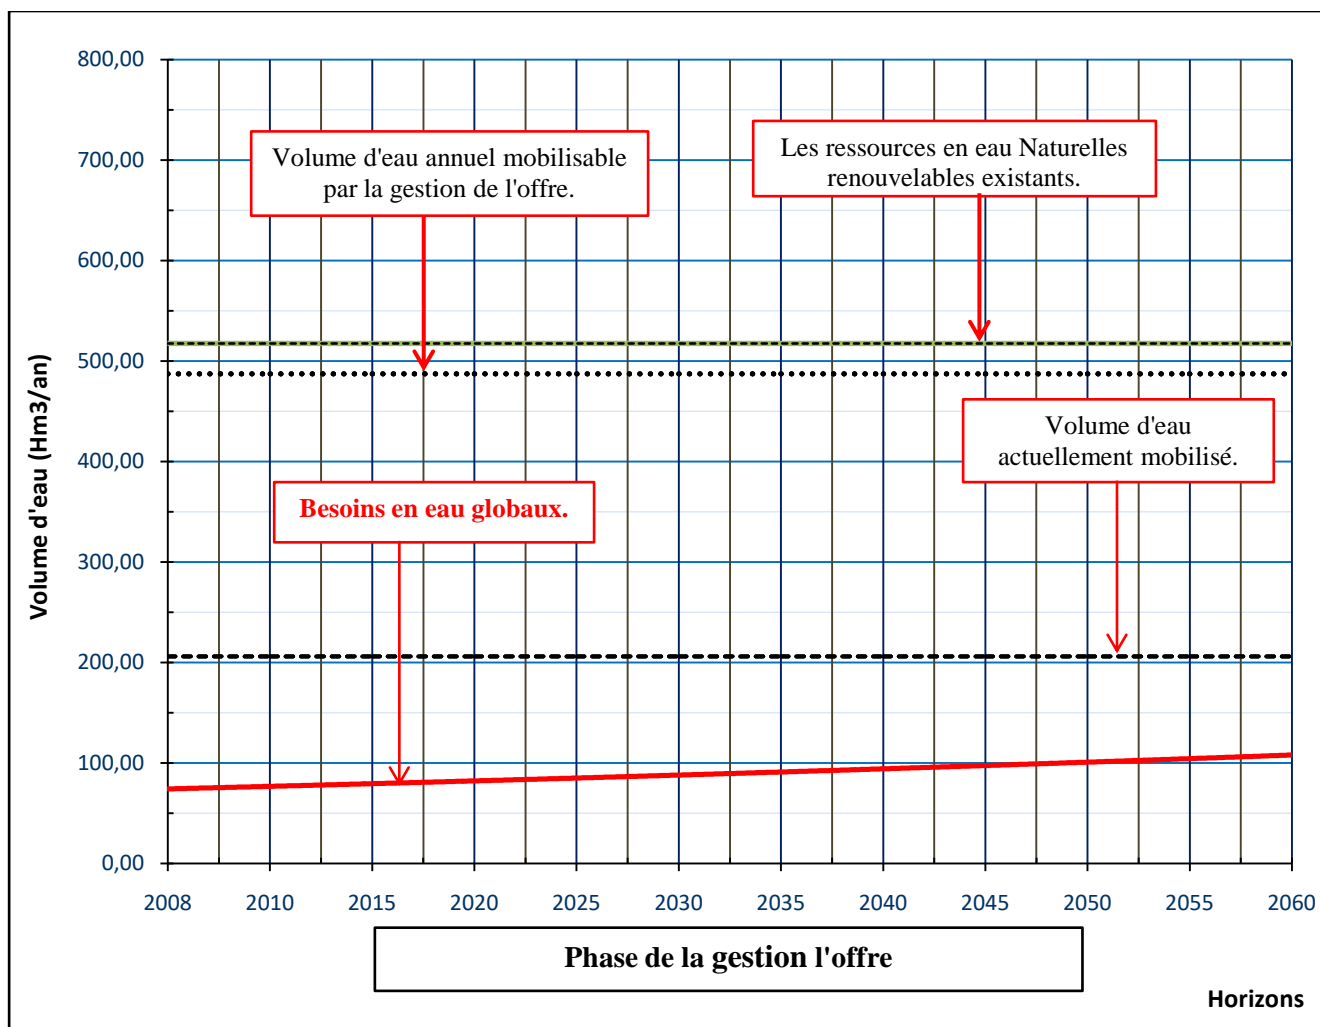 800,00
700,00
600,00
500,00
400,00
300,00
200,00
100,00
0,00
Volume d'eau (Hm3/an)
Volume d'eau annuel mobilisable
par la gestion de l'offre.
Les ressources en eau Naturelles
renouvelables existants.
Volume d'eau
actuellement mobilisé.
Besoins en eau globaux.
2008 2010 2015 2020 2025 2030 2035 2040 2045 2050 2055 2060
Phase de la gestion l'offre
Horizons